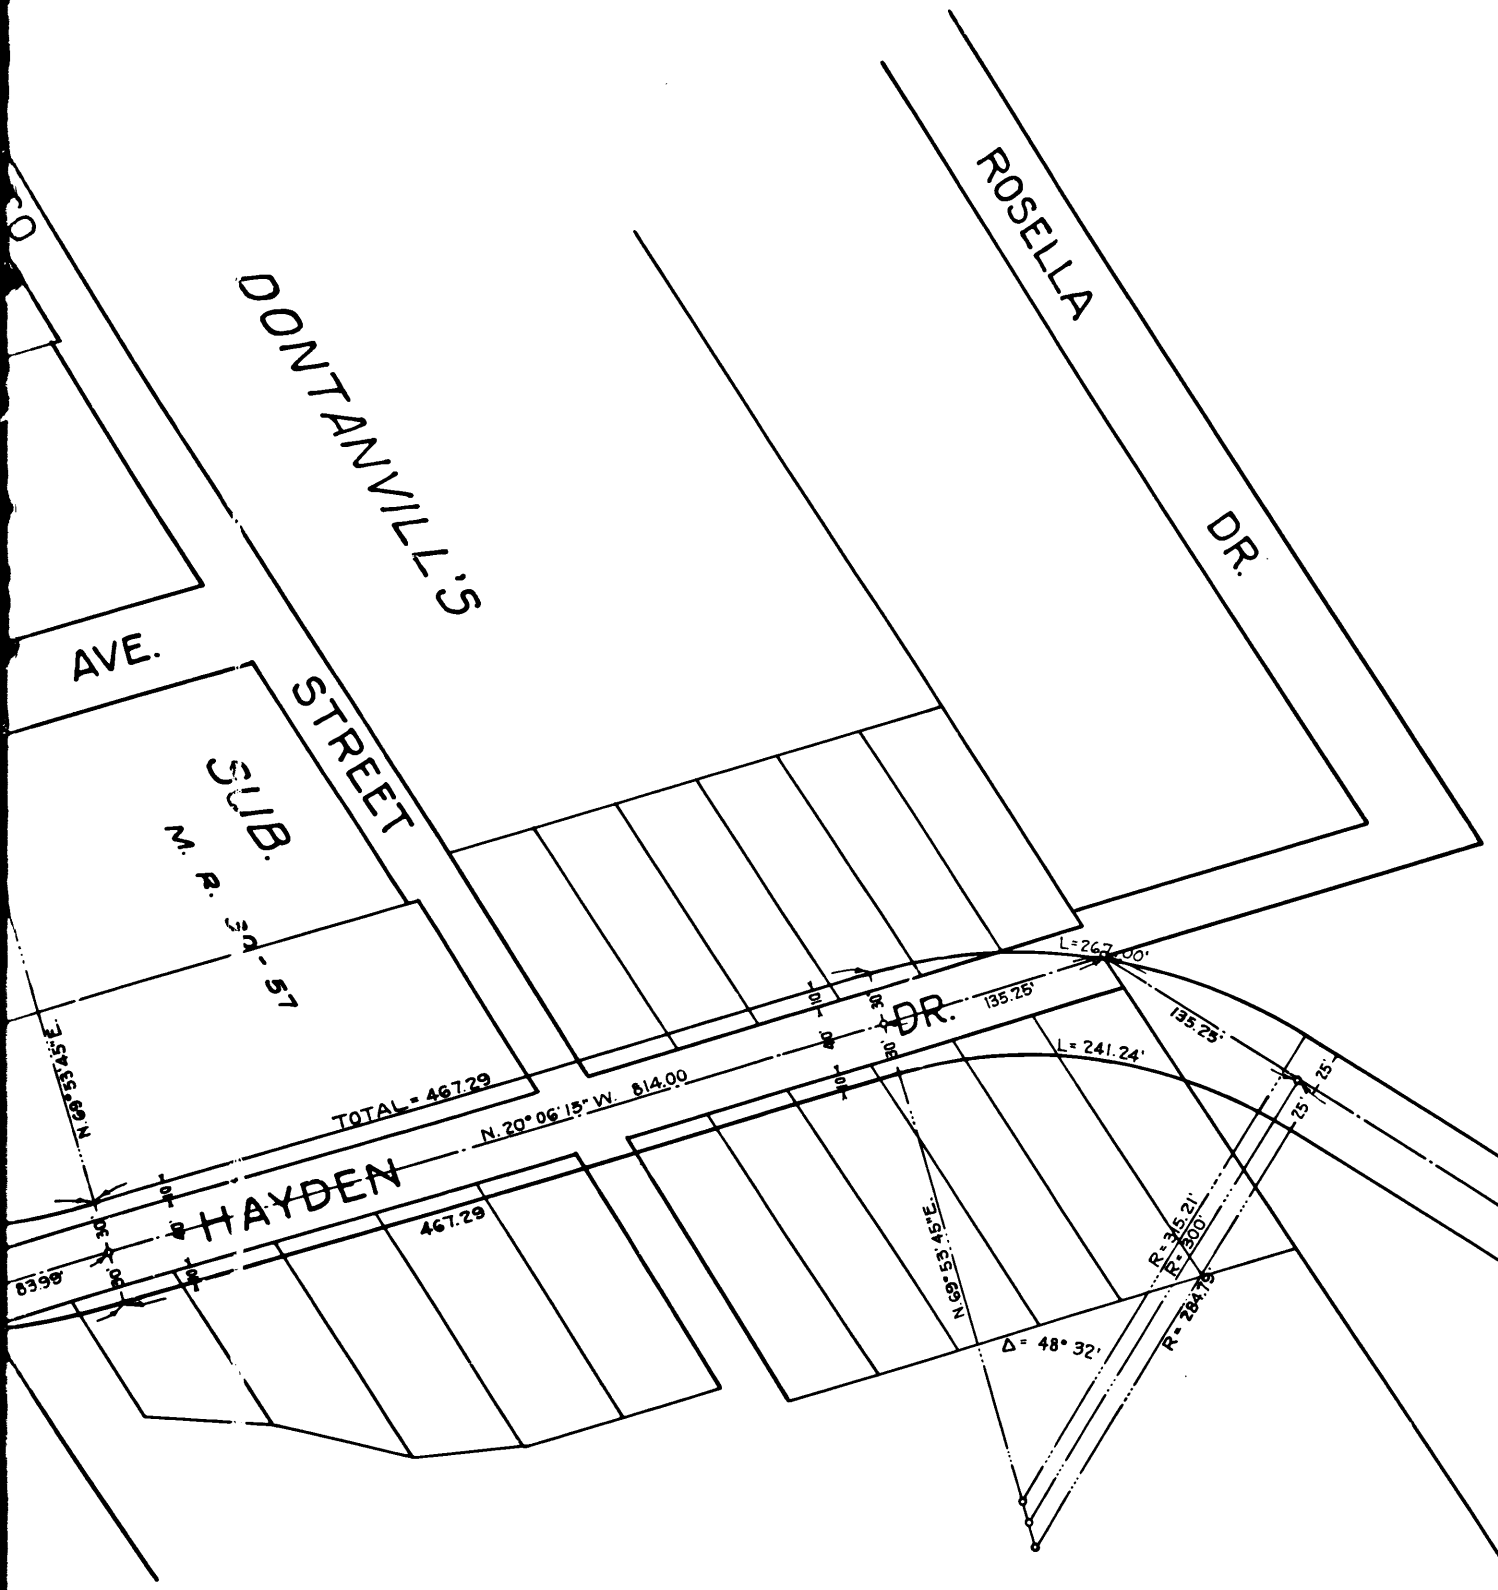 ROSELLA
DR.
DONTANVILL'S
AVE.
STREET
SUB.
M. R. 30-57
L=267.00'
135.25'
135.25'
10'
30'
DR.
40'
30'
10'
L=241.24'
25'
25'
TOTAL = 467.29
N. 20° 06' 15" W. 814.00
N. 69° 53' 45" E.
10'
HAYDEN
30'
40'
467.29
10'
30'
83.99'
N. 69° 53' 45" E.
R=315.21'
R=300'
R=284.79'
Δ = 48° 32'